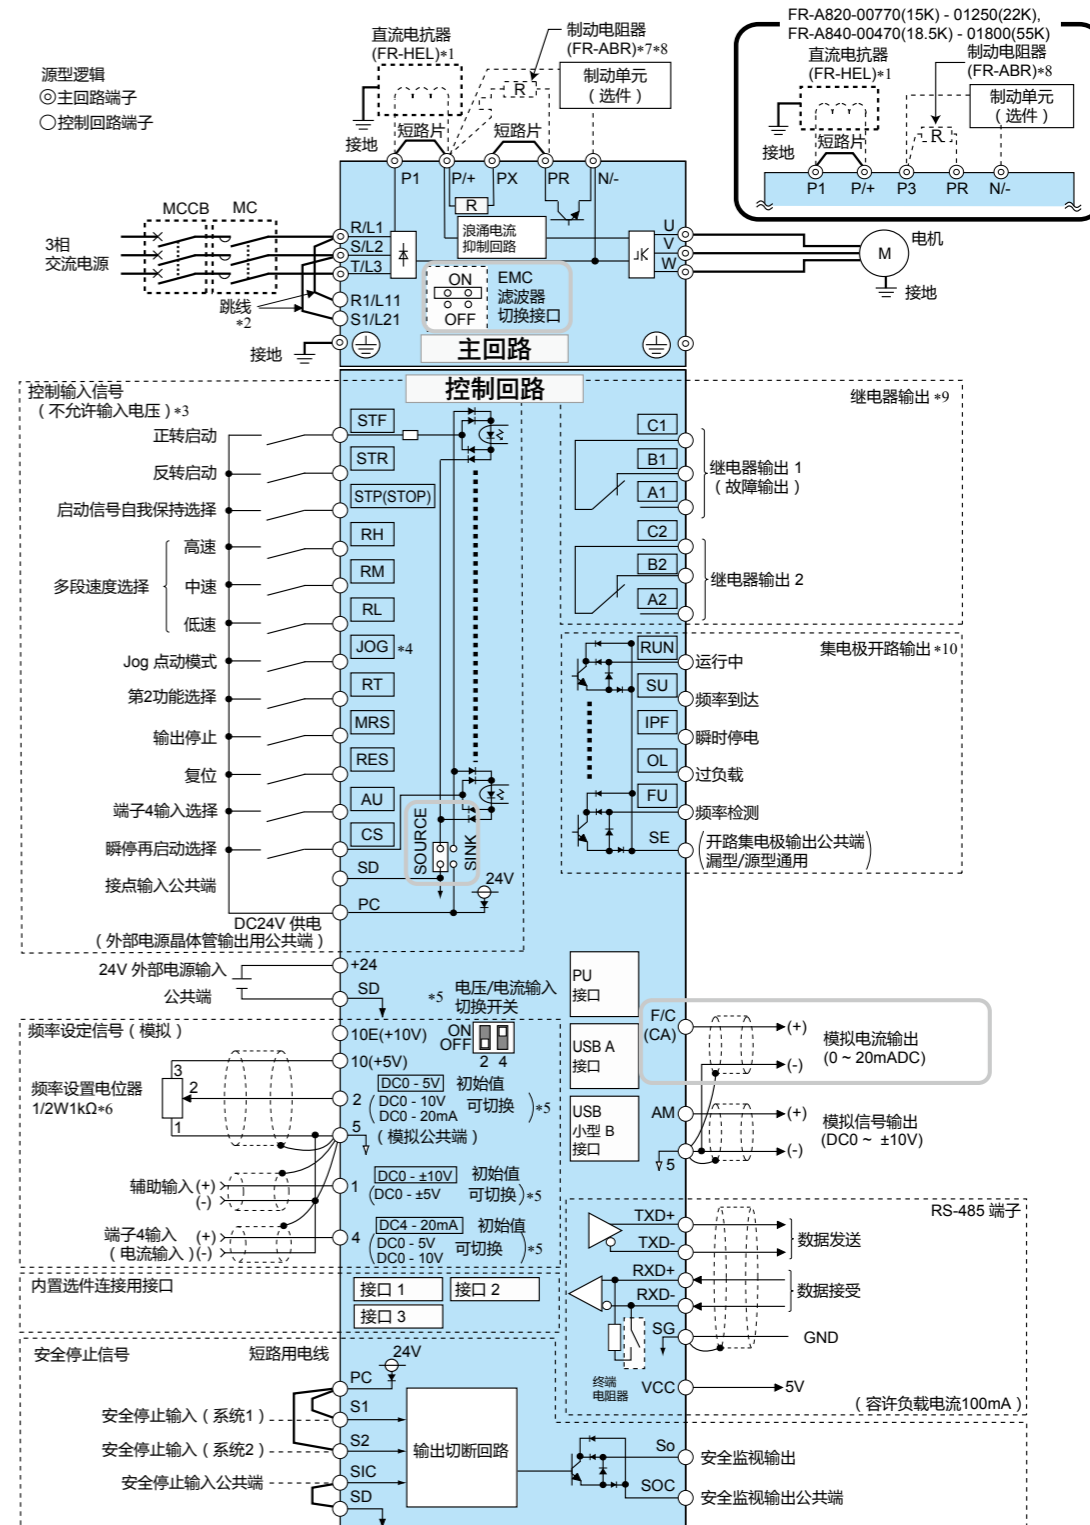 FR-A820-00770(15K) - 01250(22K),
FR-A840-00470(18.5K) - 01800(55K)
直流电抗器
(FR-HEL)*1
制动电阻器
(FR-ABR)*8
制动单元
（选件）
R
接地
短路片
P1
P/+
P3
PR
N/-
源型逻辑
◎主回路端子
○控制回路端子
直流电抗器
(FR-HEL)*1
制动电阻器
(FR-ABR)*7*8
制动单元
（选件）
R
接地
短路片
短路片
P1
P/+
PX
PR
N/-
R
浪涌电流
抑制回路
MCCB
MC
3相
交流电源
R/L1
S/L2
T/L3
R1/L11
S1/L21
跳线
*2
接地
ON
OFF
EMC
滤波器
切换接口
U
V
W
M
电机
接地
主回路
控制回路
控制输入信号
（不允许输入电压）*3
正转启动
STF
反转启动
STR
启动信号自我保持选择
STP(STOP)
多段速度选择
高速
RH
中速
RM
低速
RL
Jog 点动模式
JOG *4
第2功能选择
RT
输出停止
MRS
复位
RES
端子4输入选择
AU
瞬停再启动选择
CS
接点输入公共端
SD
SOURCE
SINK
24V
PC
DC24V 供电
（外部电源晶体管输出用公共端）
继电器输出 *9
C1
B1
A1
继电器输出 1
（故障输出）
C2
B2
A2
继电器输出 2
集电极开路输出 *10
RUN
运行中
SU
频率到达
IPF
瞬时停电
OL
过负载
FU
频率检测
SE
（开路集电极输出公共端
漏型/源型通用）
24V 外部电源输入
+24
公共端
SD
*5
电压/电流输入
切换开关
ON
OFF
2 4
频率设定信号（模拟）
10E(+10V)
10(+5V)
频率设置电位器
1/2W1kΩ*6
3
2
1
2
DC0 - 5V 初始值
DC0 - 10V
DC0 - 20mA
可切换
*5
5
（模拟公共端）
辅助输入
(+)
(-)
1
DC0 - ±10V 初始值
DC0 - ±5V 可切换
*5
端子4输入
（电流输入）
(+)
(-)
4
DC4 - 20mA 初始值
DC0 - 5V
DC0 - 10V
可切换
*5
PU
接口
USB A
接口
USB
小型 B
接口
F/C
(CA)
(+)
(-)
模拟电流输出
(0 ~ 20mADC)
AM
(+)
(-)
5
模拟信号输出
(DC0 ~ ±10V)
内置选件连接用接口
接口 1
接口 2
接口 3
RS-485 端子
TXD+
TXD-
数据发送
RXD+
RXD-
数据接受
SG
GND
终端
电阻器
VCC
5V
（容许负载电流100mA）
安全停止信号
短路用电线
24V
PC
安全停止输入（系统1）
S1
安全停止输入（系统2）
S2
安全停止输入公共端
SIC
SD
输出切断回路
So
安全监视输出
SOC
安全监视输出公共端